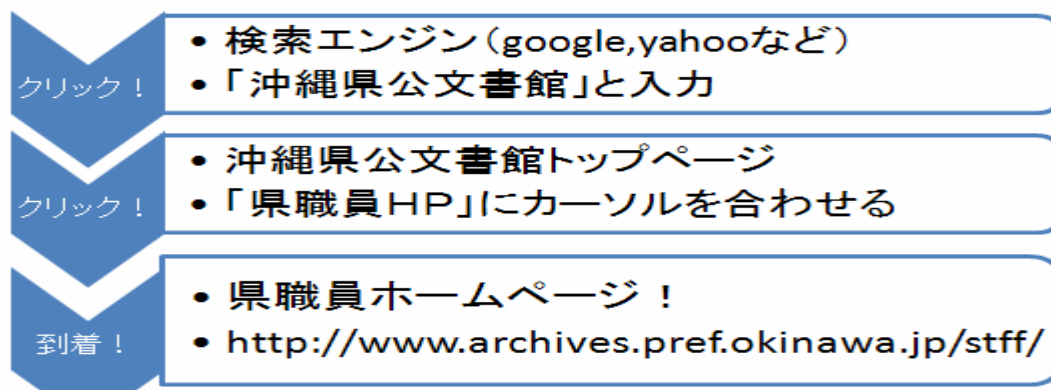 クリック！
• 検索エンジン（google,yahooなど）
• 「沖縄県公文書館」と入力
クリック！
• 沖縄県公文書館トップページ
• 「県職員ＨＰ」にカーソルを合わせる
到着！
• 県職員ホームページ！
• http://www.archives.pref.okinawa.jp/stff/